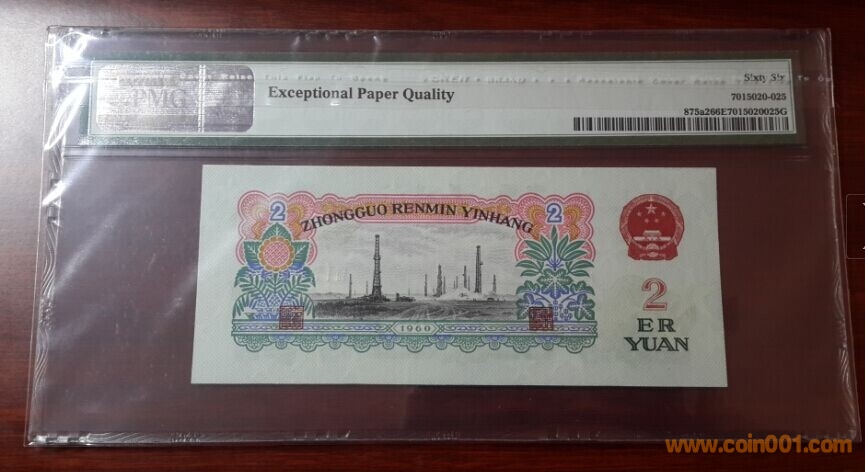 PMG
Exceptional Paper Quality
Sixty Six
7015020-025
875a266E7015020025G
2
ZHONGGUO RENMIN YINHANG
2
1960
2
ER
YUAN
www.coin001.com